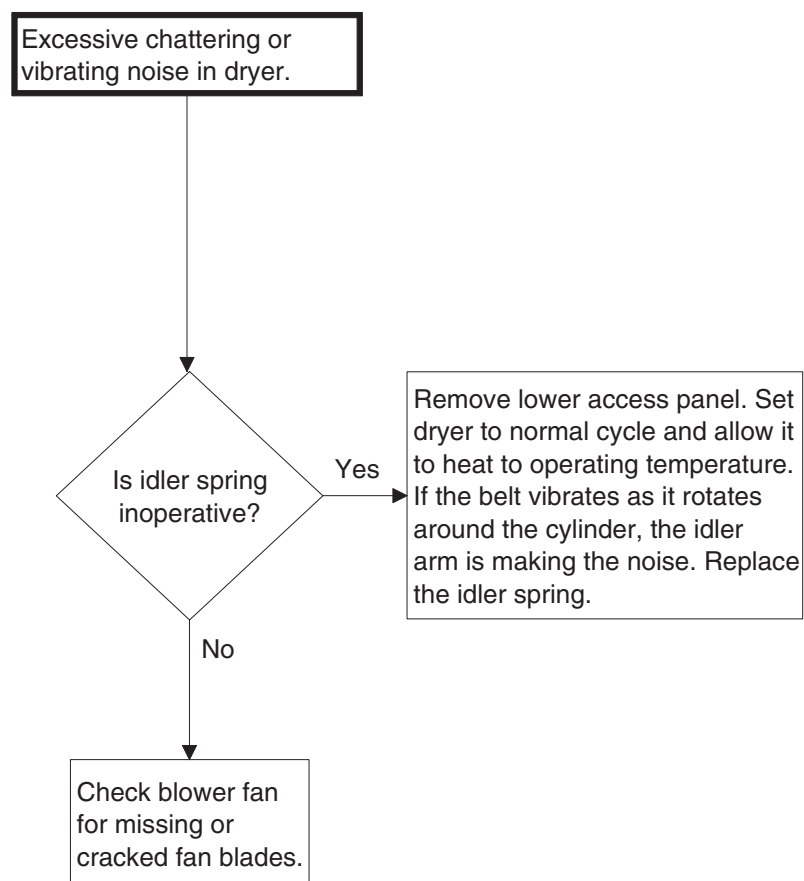 Excessive chattering or
vibrating noise in dryer.
Is idler spring
inoperative?
Yes
Remove lower access panel. Set
dryer to normal cycle and allow it
to heat to operating temperature.
If the belt vibrates as it rotates
around the cylinder, the idler
arm is making the noise. Replace
the idler spring.
No
Check blower fan
for missing or
cracked fan blades.